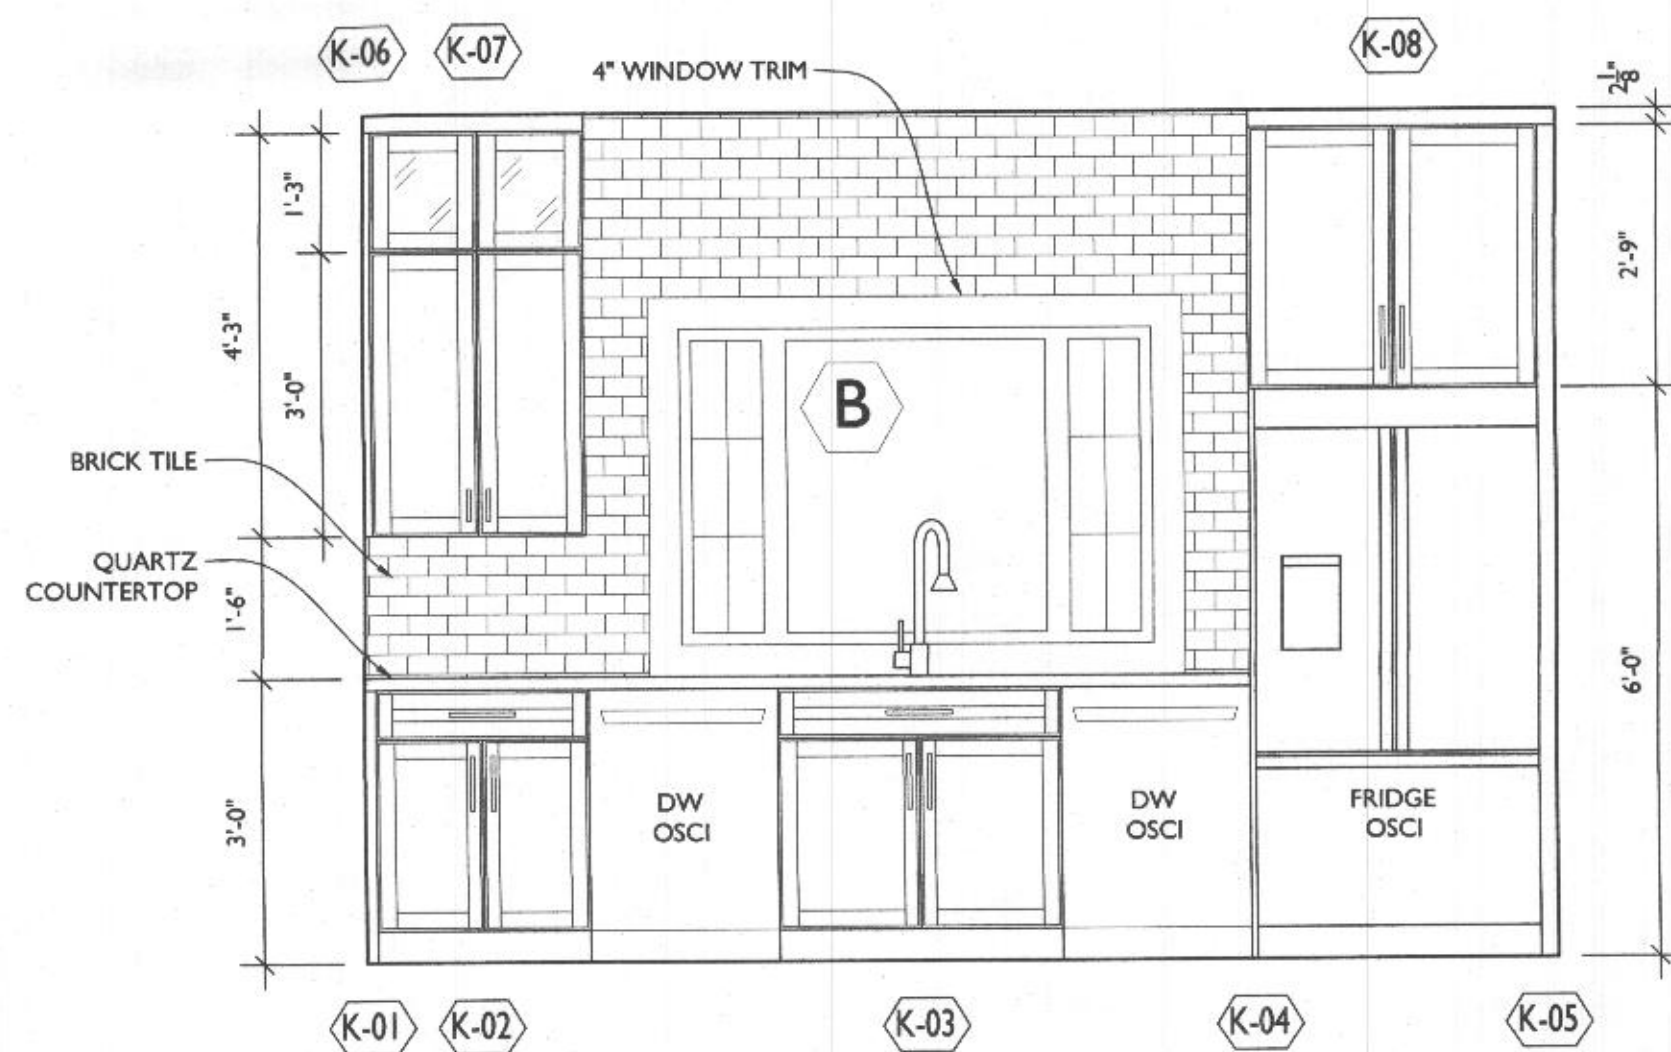 K-06
K-07
K-08
4" WINDOW TRIM
2 1/8"
1'-3"
2'-9"
4'-3"
3'-0"
B
BRICK TILE
QUARTZ
COUNTERTOP
1'-6"
6'-0"
3'-0"
DW
OSCI
DW
OSCI
FRIDGE
OSCI
K-01
K-02
K-03
K-04
K-05